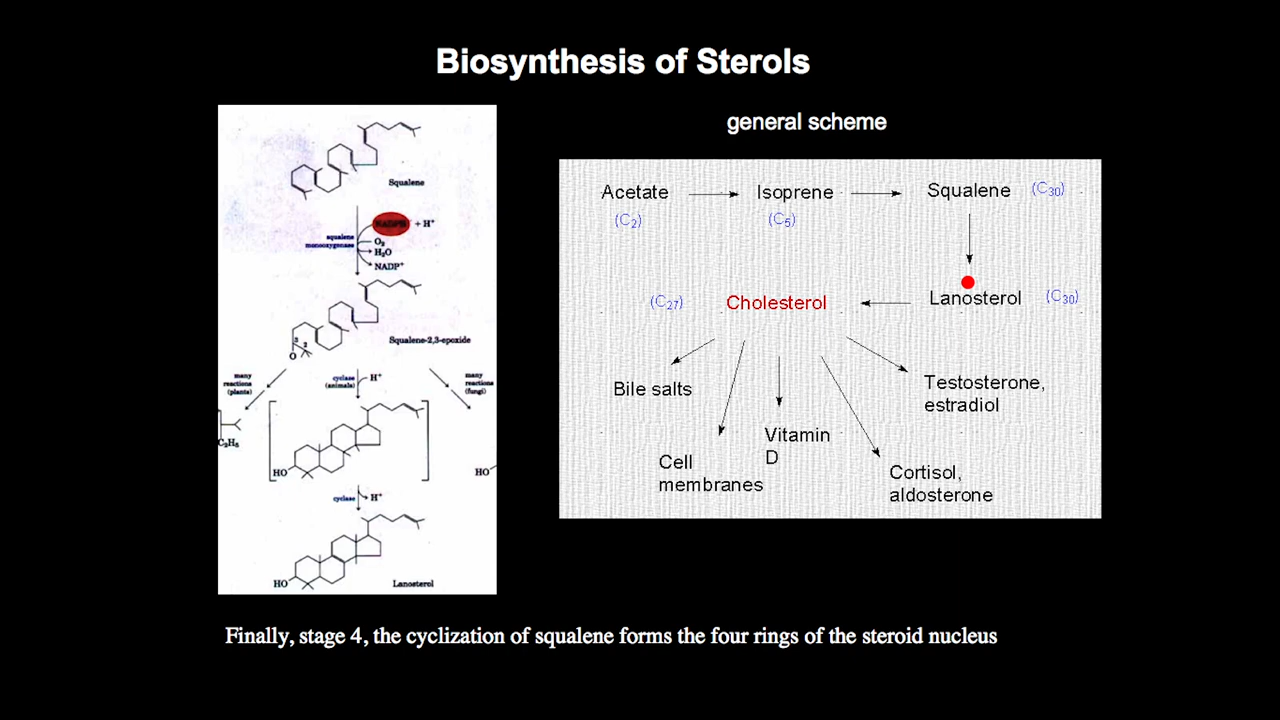 Biosynthesis of Sterols
general scheme
Squalene
NADPH + H⁺
squalene
monooxygenase
O₂
H₂O
NADP⁺
Squalene-2,3-epoxide
3 2
O
many
reactions
(plants)
cyclase
(animals)
H⁺
many
reactions
(fungi)
C₂H₅
HO
HO
cyclase
H⁺
HO
Lanosterol
Acetate
(C₂)
Isoprene
(C₅)
Squalene (C₃₀)
Lanosterol (C₃₀)
(C₂₇) Cholesterol
Bile salts
Cell
membranes
Vitamin
D
Cortisol,
aldosterone
Testosterone,
estradiol
Finally, stage 4, the cyclization of squalene forms the four rings of the steroid nucleus